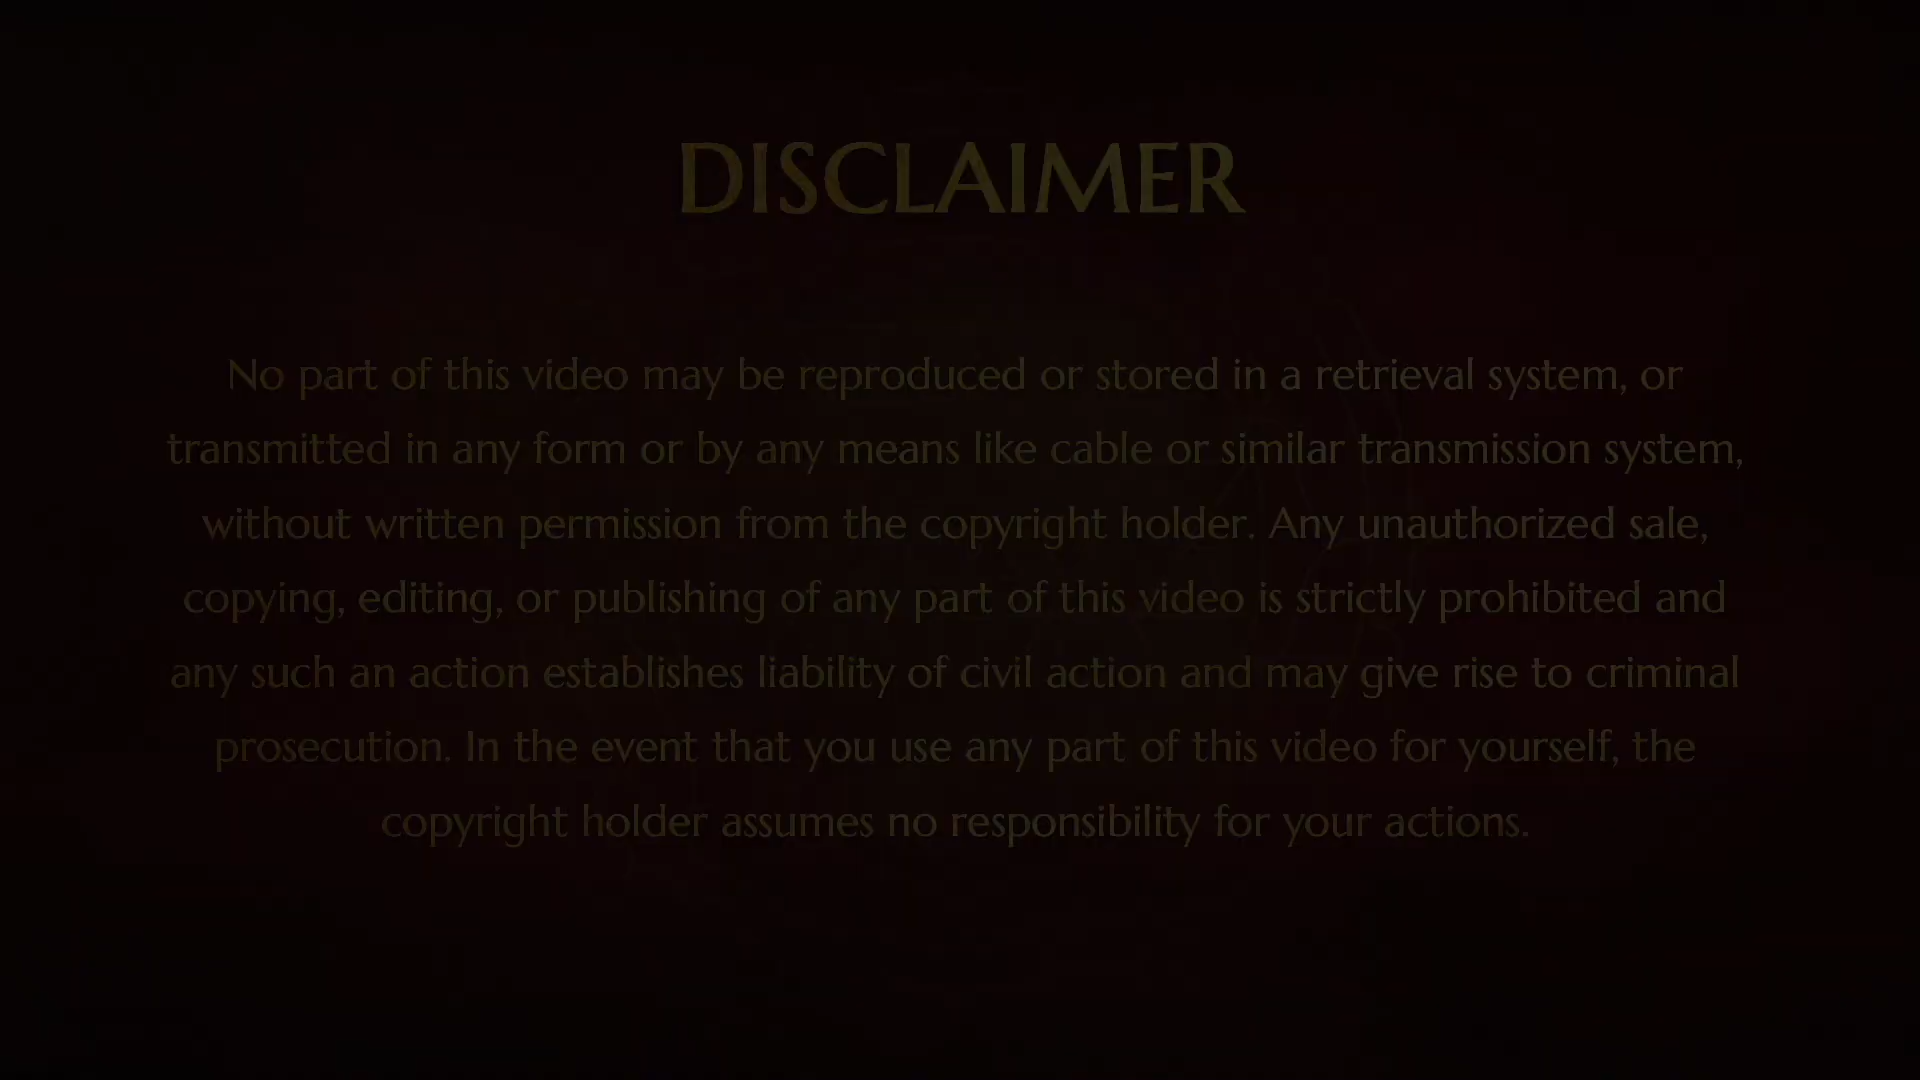 DISCLAIMER
No part of this video may be reproduced or stored in a retrieval system, or
transmitted in any form or by any means like cable or similar transmission system,
without written permission from the copyright holder. Any unauthorized sale,
copying, editing, or publishing of any part of this video is strictly prohibited and
any such an action establishes liability of civil action and may give rise to criminal
prosecution. In the event that you use any part of this video for yourself, the
copyright holder assumes no responsibility for your actions.